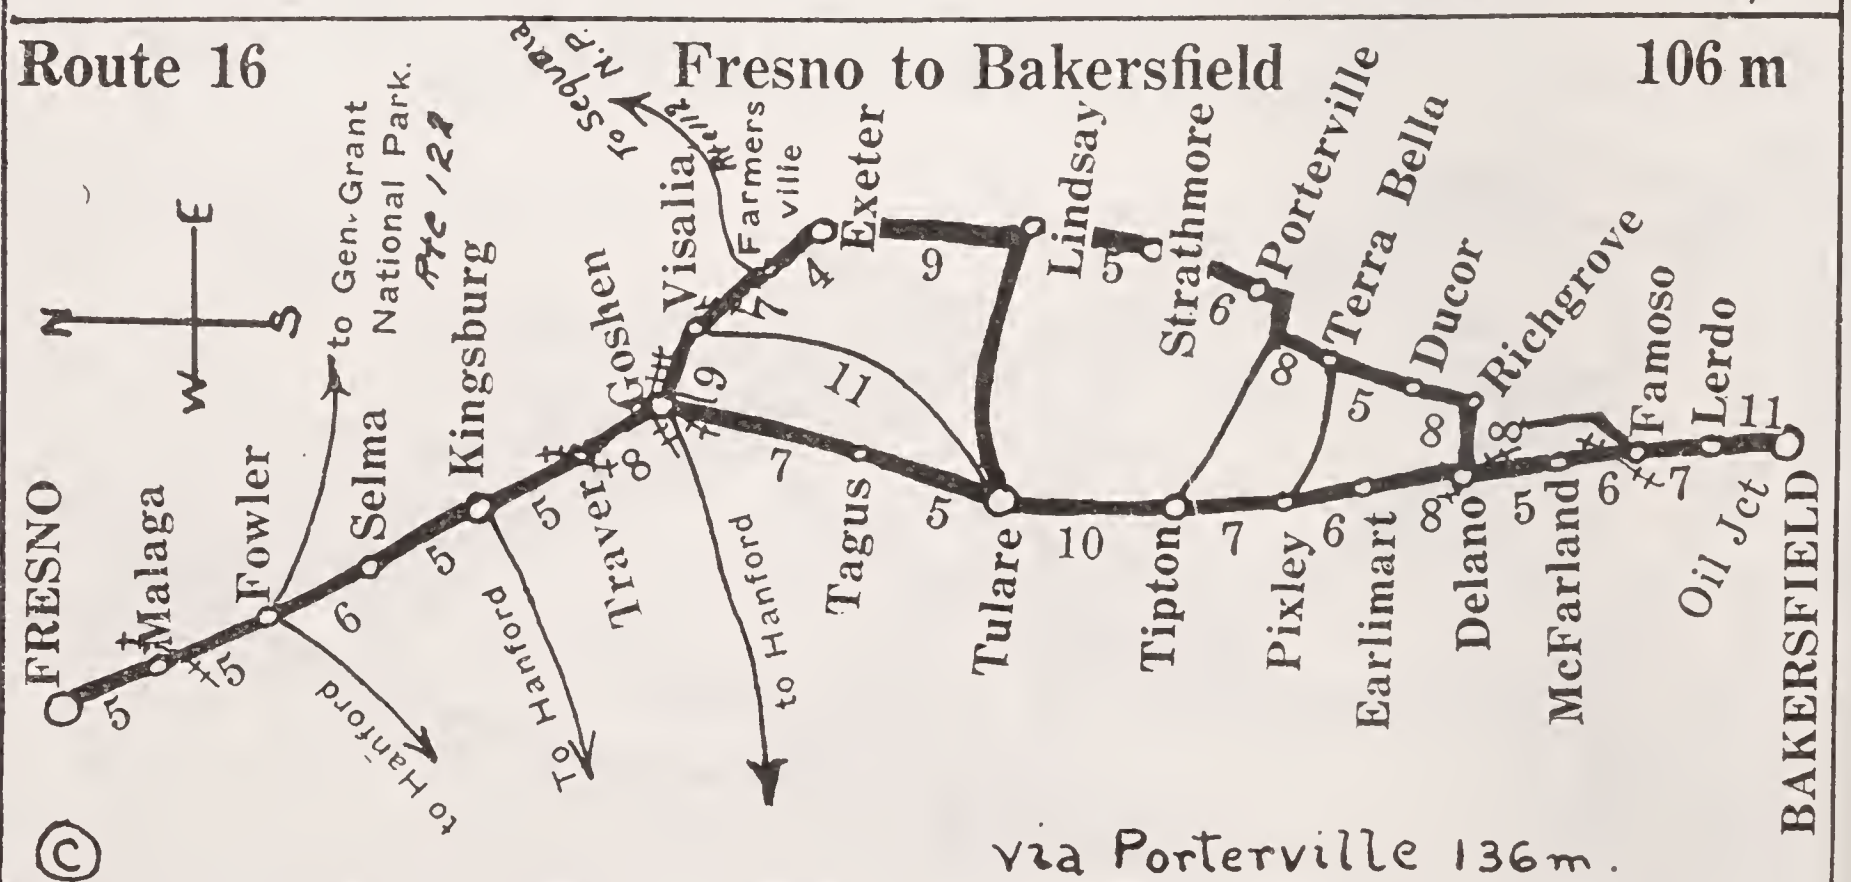 Route 16
Fresno to Bakersfield
106 m
To Sequoia
N.P.
to Gen. Grant
National Park.
Rte 122
N
E
S
W
FRESNO
5
Malaga
5
Fowler
6
Selma
5
Kingsburg
5
Traver
8
Goshen
9
Visalia
7
Farmers
ville
4
Exeter
9
Lindsay
5
Strathmore
6
Porterville
8
Terra Bella
5
Ducor
8
Richgrove
8
11
7
Tagus
5
Tulare
10
Tipton
7
Pixley
6
Earlimart
8
Delano
5
McFarland
6
Famoso
7
Lerdo
11
Oil Jct
BAKERSFIELD
to Hanford
To Hanford
to Hanford
©
via Porterville 136m.